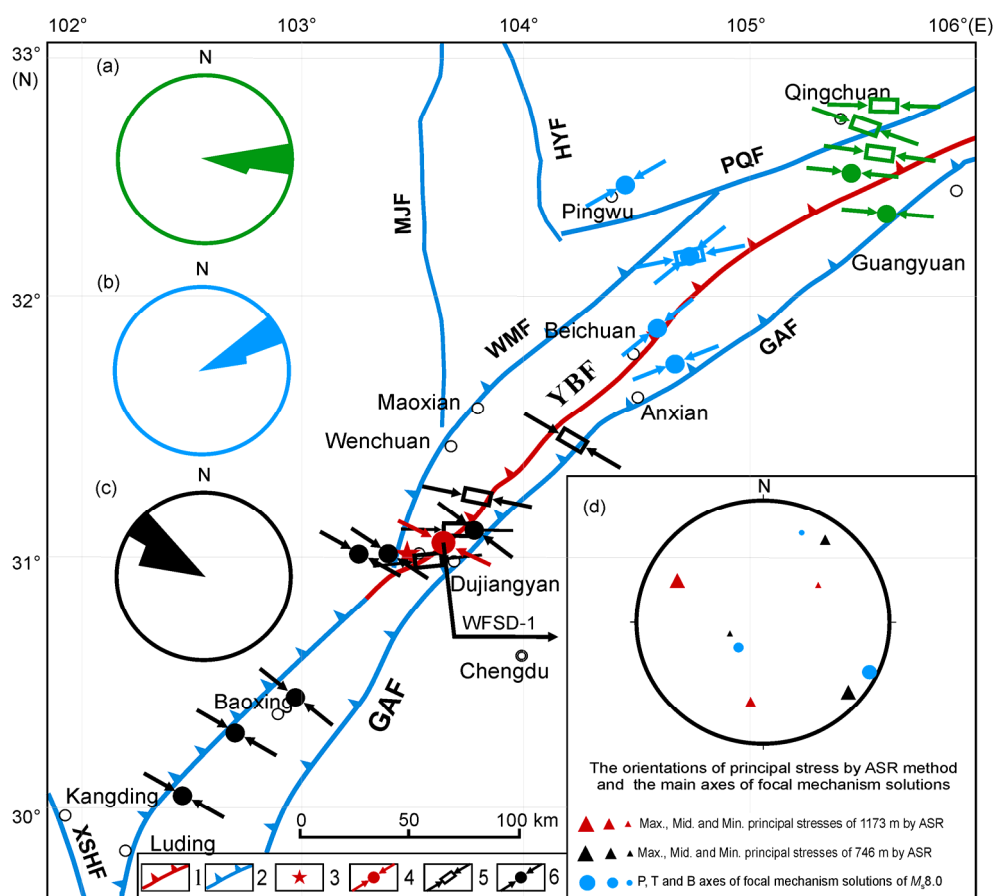 102° 103° 104° 105° 106°(E)
33°
(N)
(a)
N
Qingchuan
HYF
PQF
MJF
Pingwu
(b)
N
Guangyuan
32°
Beichuan
WMF
GAF
YBF
Maoxian
Anxian
Wenchuan
(c)
N
(d)
N
31°
Dujiangyan
WFSD-1
Chengdu
Baoxing
GAF
The orientations of principal stress by ASR method
and the main axes of focal mechanism solutions
Kangding
30°
0 50 100 km
Max., Mid. and Min. principal stresses of 1173 m by ASR
XSHF
Luding
Max., Mid. and Min. principal stresses of 746 m by ASR
1 2 3 4 5 6
P, T and B axes of focal mechanism solutions of Ms8.0